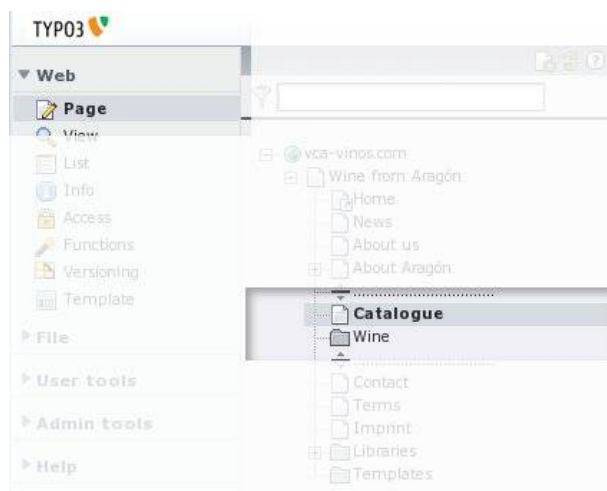 TYPO3
Web
Page
View
List
Info
Access
Functions
Versioning
Template
File
User tools
Admin tools
Help
vca-vinos.com
Wine from Aragón
Home
News
About us
About Aragón
Catalogue
Wine
Contact
Terms
Imprint
Libraries
Templates